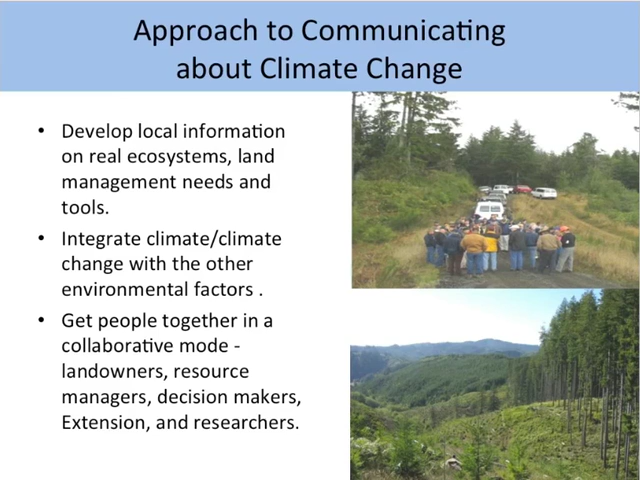 Approach to Communicating
about Climate Change
• Develop local information
on real ecosystems, land
management needs and
tools.
• Integrate climate/climate
change with the other
environmental factors .
• Get people together in a
collaborative mode -
landowners, resource
managers, decision makers,
Extension, and researchers.